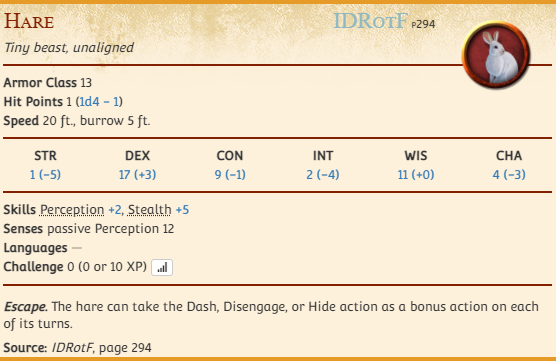 Hare IDRotF p294
Tiny beast, unaligned
Armor Class 13
Hit Points 1 (1d4 − 1)
Speed 20 ft., burrow 5 ft.
STR DEX CON INT WIS CHA
1 (−5) 17 (+3) 9 (−1) 2 (−4) 11 (+0) 4 (−3)
Skills Perception +2, Stealth +5
Senses passive Perception 12
Languages —
Challenge 0 (0 or 10 XP)
Escape. The hare can take the Dash, Disengage, or Hide action as a bonus action on each
of its turns.
Source: IDRotF, page 294